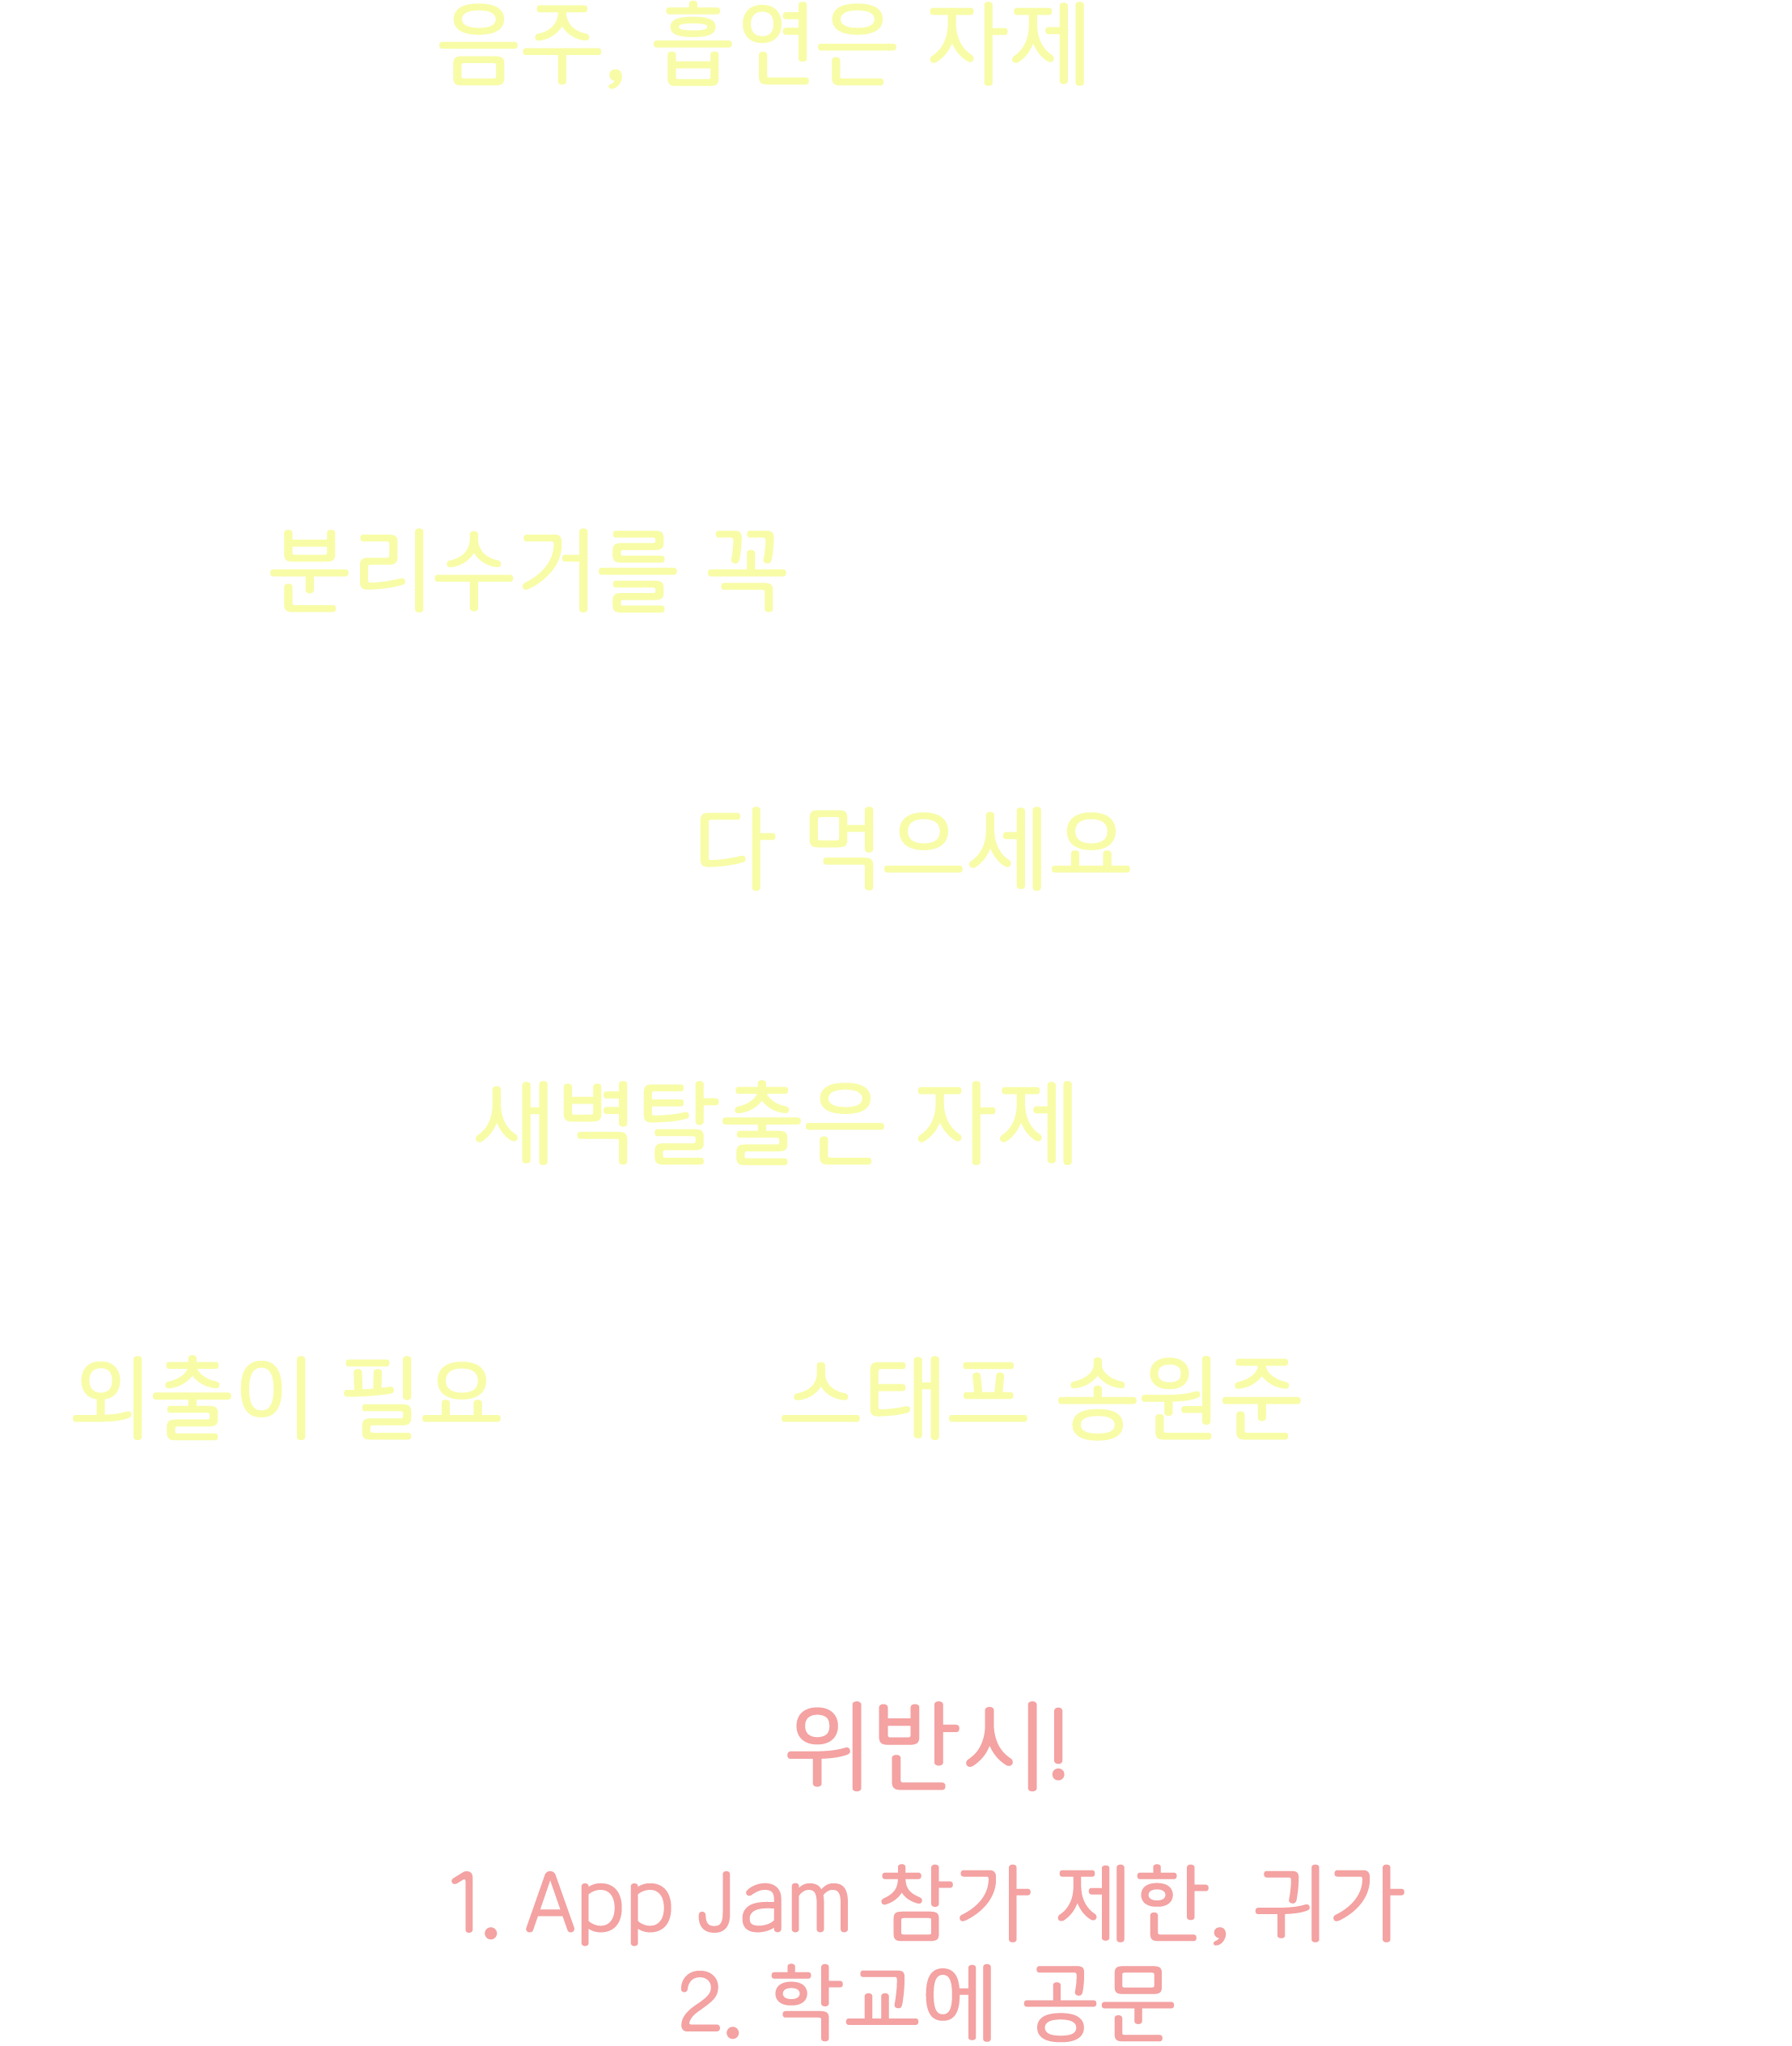 음주, 흡연은 자제
분리수거를 꼭
다 먹으세요
새벽탈출은 자제
외출이 필요 스태프 승원준
위반시!
1. App Jam 참가 제한, 귀가
2. 학교에 공문